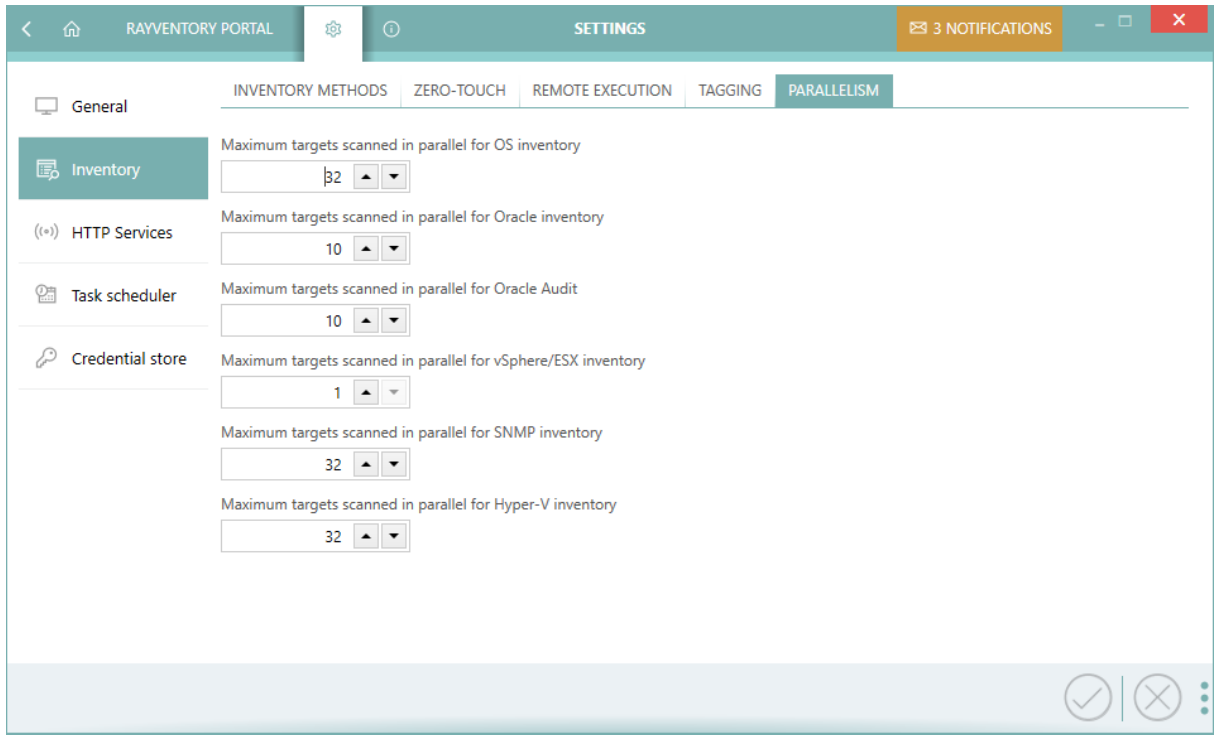 RAYVENTORY PORTAL
SETTINGS
3 NOTIFICATIONS
General
Inventory
HTTP Services
Task scheduler
Credential store
INVENTORY METHODS
ZERO-TOUCH
REMOTE EXECUTION
TAGGING
PARALLELISM
Maximum targets scanned in parallel for OS inventory
32
Maximum targets scanned in parallel for Oracle inventory
10
Maximum targets scanned in parallel for Oracle Audit
10
Maximum targets scanned in parallel for vSphere/ESX inventory
1
Maximum targets scanned in parallel for SNMP inventory
32
Maximum targets scanned in parallel for Hyper-V inventory
32